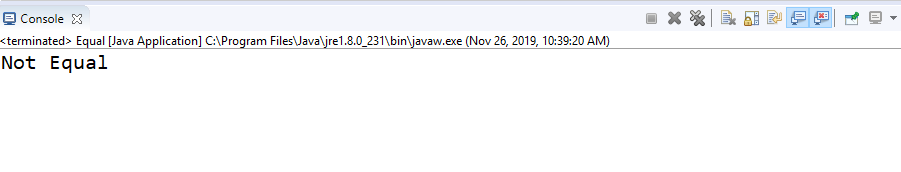 Console
<terminated> Equal [Java Application] C:\Program Files\Java\jre1.8.0_231\bin\javaw.exe (Nov 26, 2019, 10:39:20 AM)
Not Equal